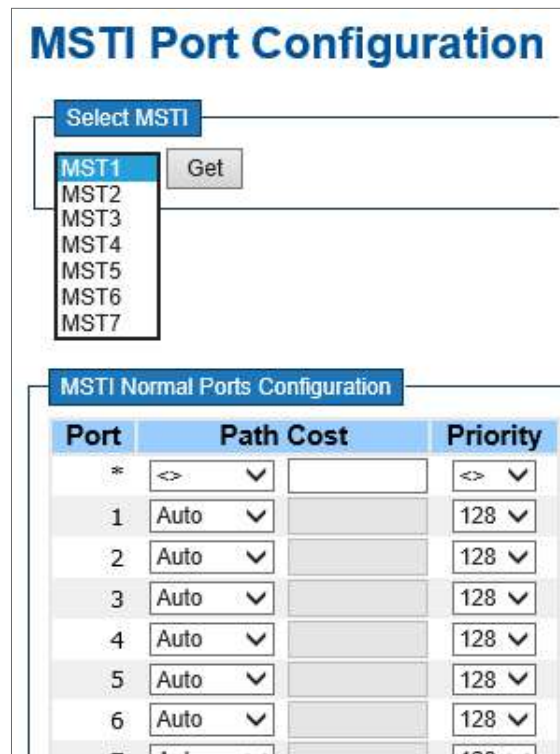 MSTI Port Configuration
Select MSTI
MST1 Get
MST2
MST3
MST4
MST5
MST6
MST7
MSTI Normal Ports Configuration
Port Path Cost Priority
* <> <>
1 Auto 128
2 Auto 128
3 Auto 128
4 Auto 128
5 Auto 128
6 Auto 128